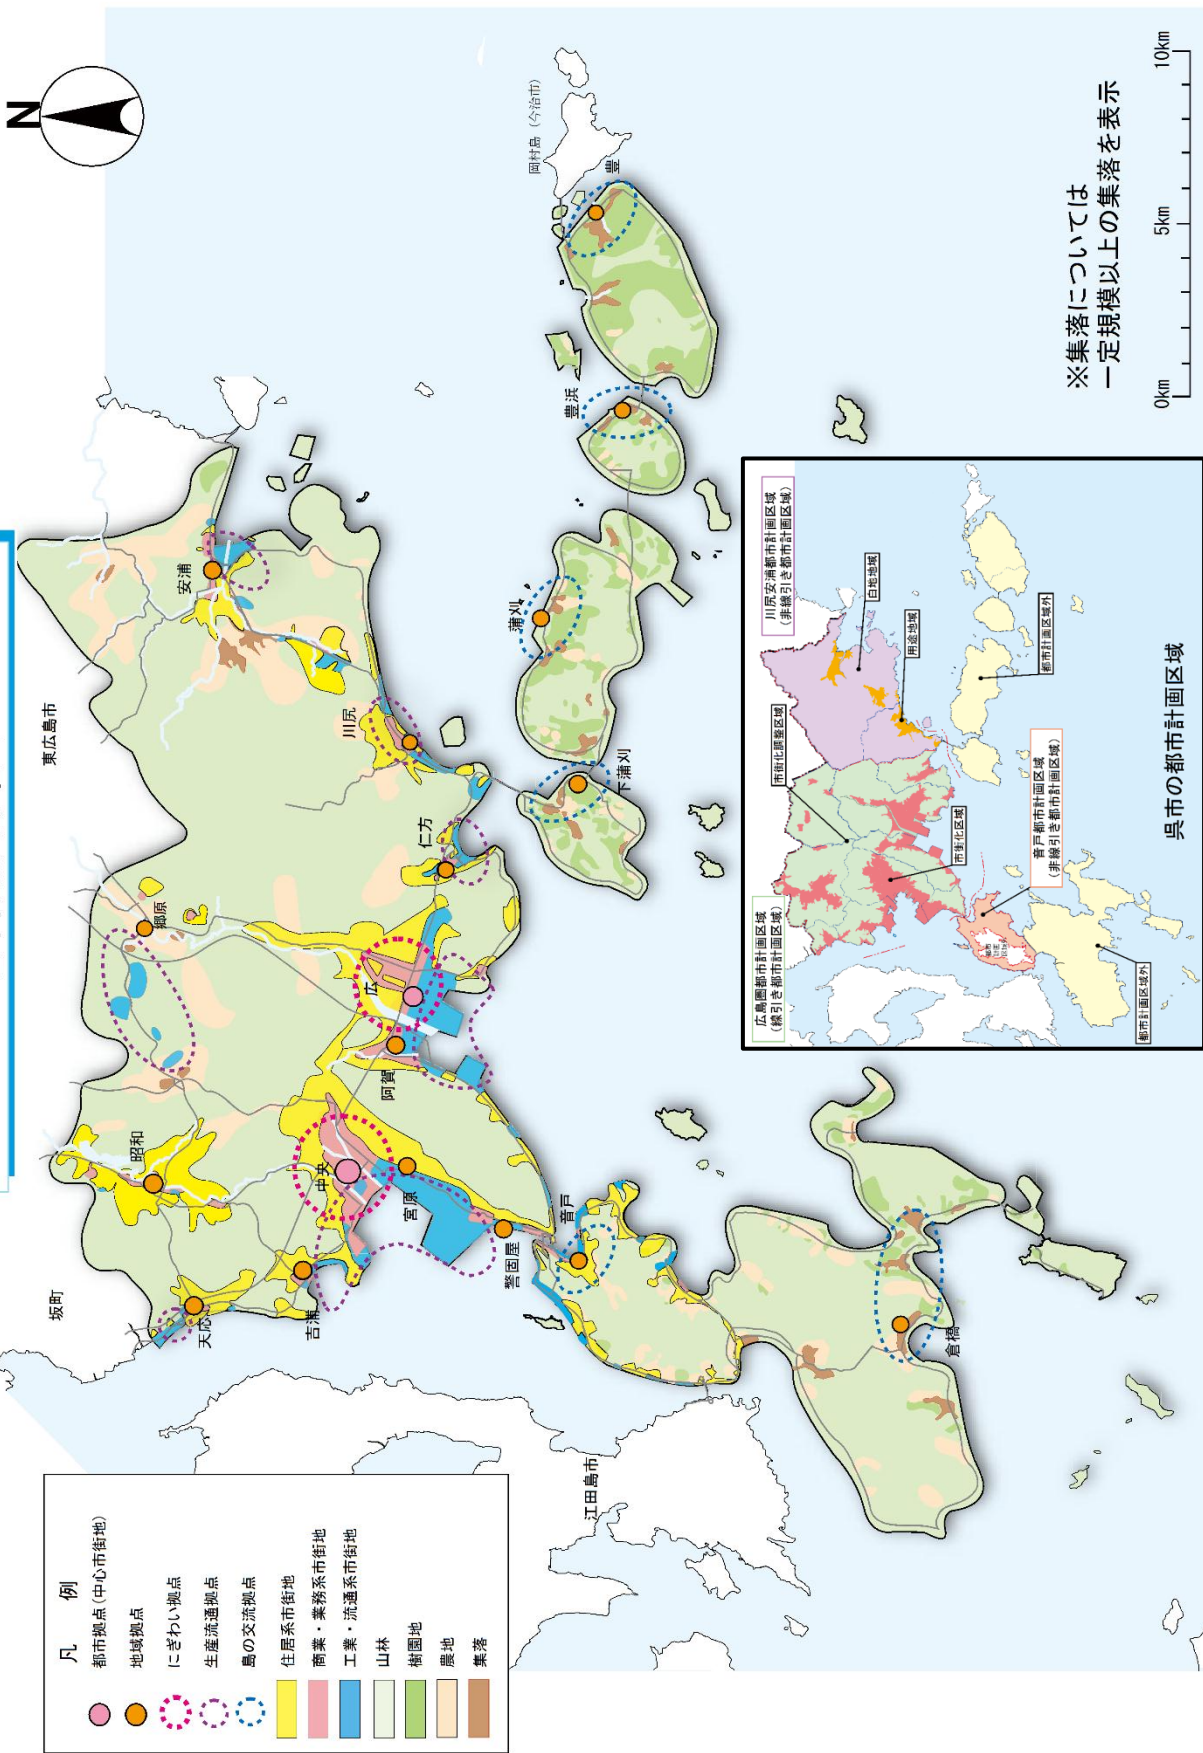 N
東広島市
坂町
安浦
郷原
昭和
川尻
仁方
広
阿賀
中央
宮原
天応
吉浦
警固屋
音戸
江田島市
倉橋
下蒲刈
蒲刈
豊浜
豊
岡村島（今治市）
凡 例
都市拠点(中心市街地)
地域拠点
にぎわい拠点
生産流通拠点
島の交流拠点
住居系市街地
商業・業務系市街地
工業・流通系市街地
山林
樹園地
農地
集落
広島圏都市計画区域
(線引き都市計画区域)
市街化調整区域
川尻安浦都市計画区域
(非線引き都市計画区域)
白地地域
用途地域
市街化区域
音戸都市計画区域
(非線引き都市計画区域)
都市計画区域外
都市計画区域外
呉市の都市計画区域
※集落については
一定規模以上の集落を表示
0km
5km
10km